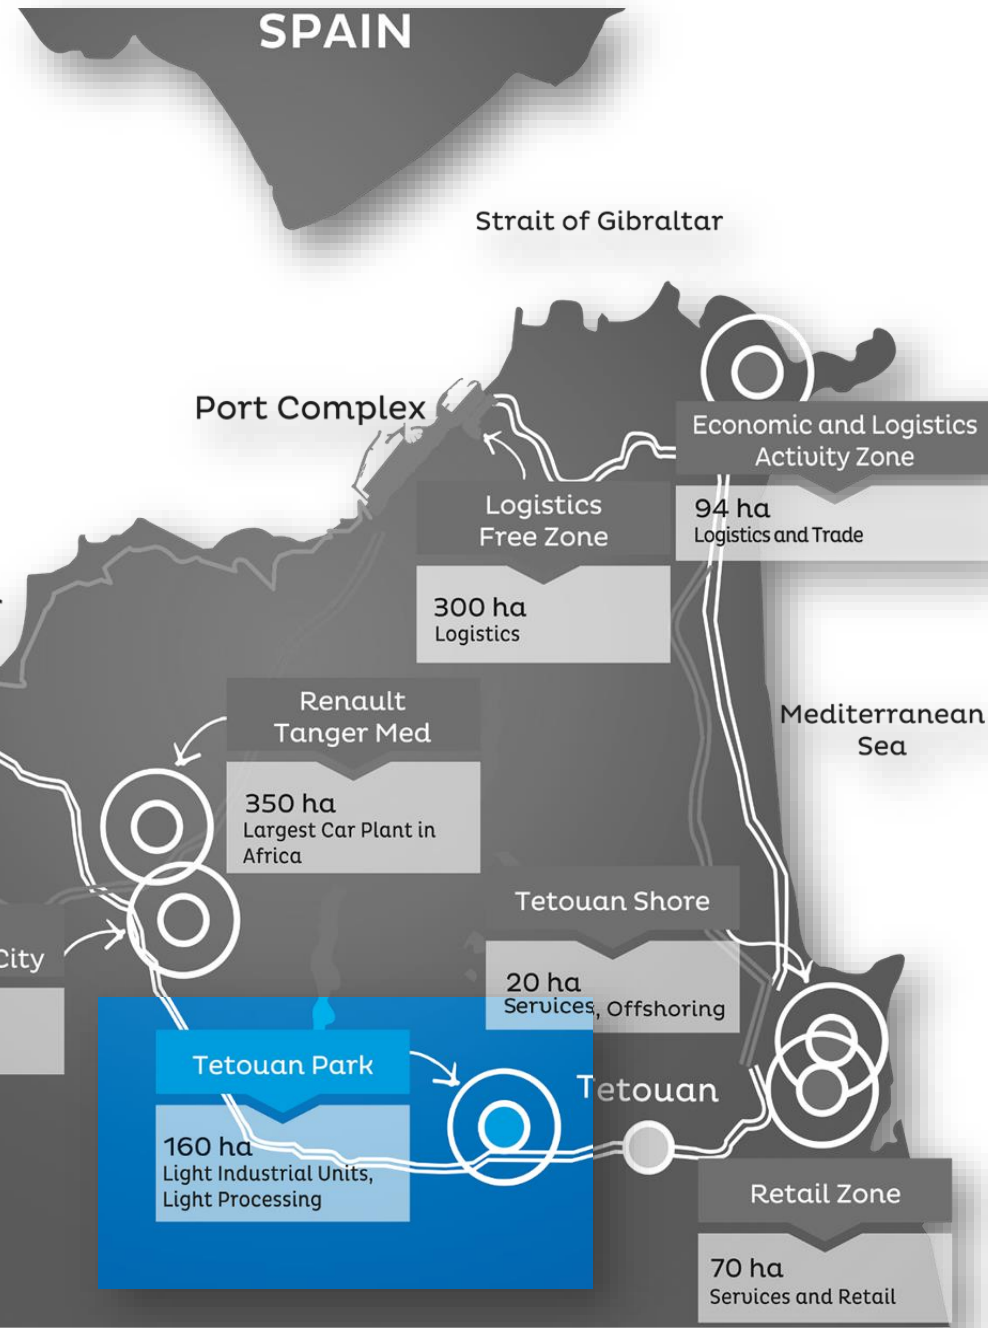 SPAIN
Strait of Gibraltar
Port Complex
Economic and Logistics
Activity Zone
94 ha
Logistics and Trade
Logistics
Free Zone
300 ha
Logistics
Renault
Tanger Med
350 ha
Largest Car Plant in
Africa
Mediterranean
Sea
Tetouan Shore
20 ha
Services, Offshoring
City
Tetouan Park
160 ha
Light Industrial Units,
Light Processing
Tetouan
Retail Zone
70 ha
Services and Retail